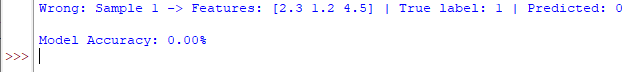 Wrong: Sample 1 -> Features: [2.3 1.2 4.5] | True label: 1 | Predicted: 0
Model Accuracy: 0.00%
>>>